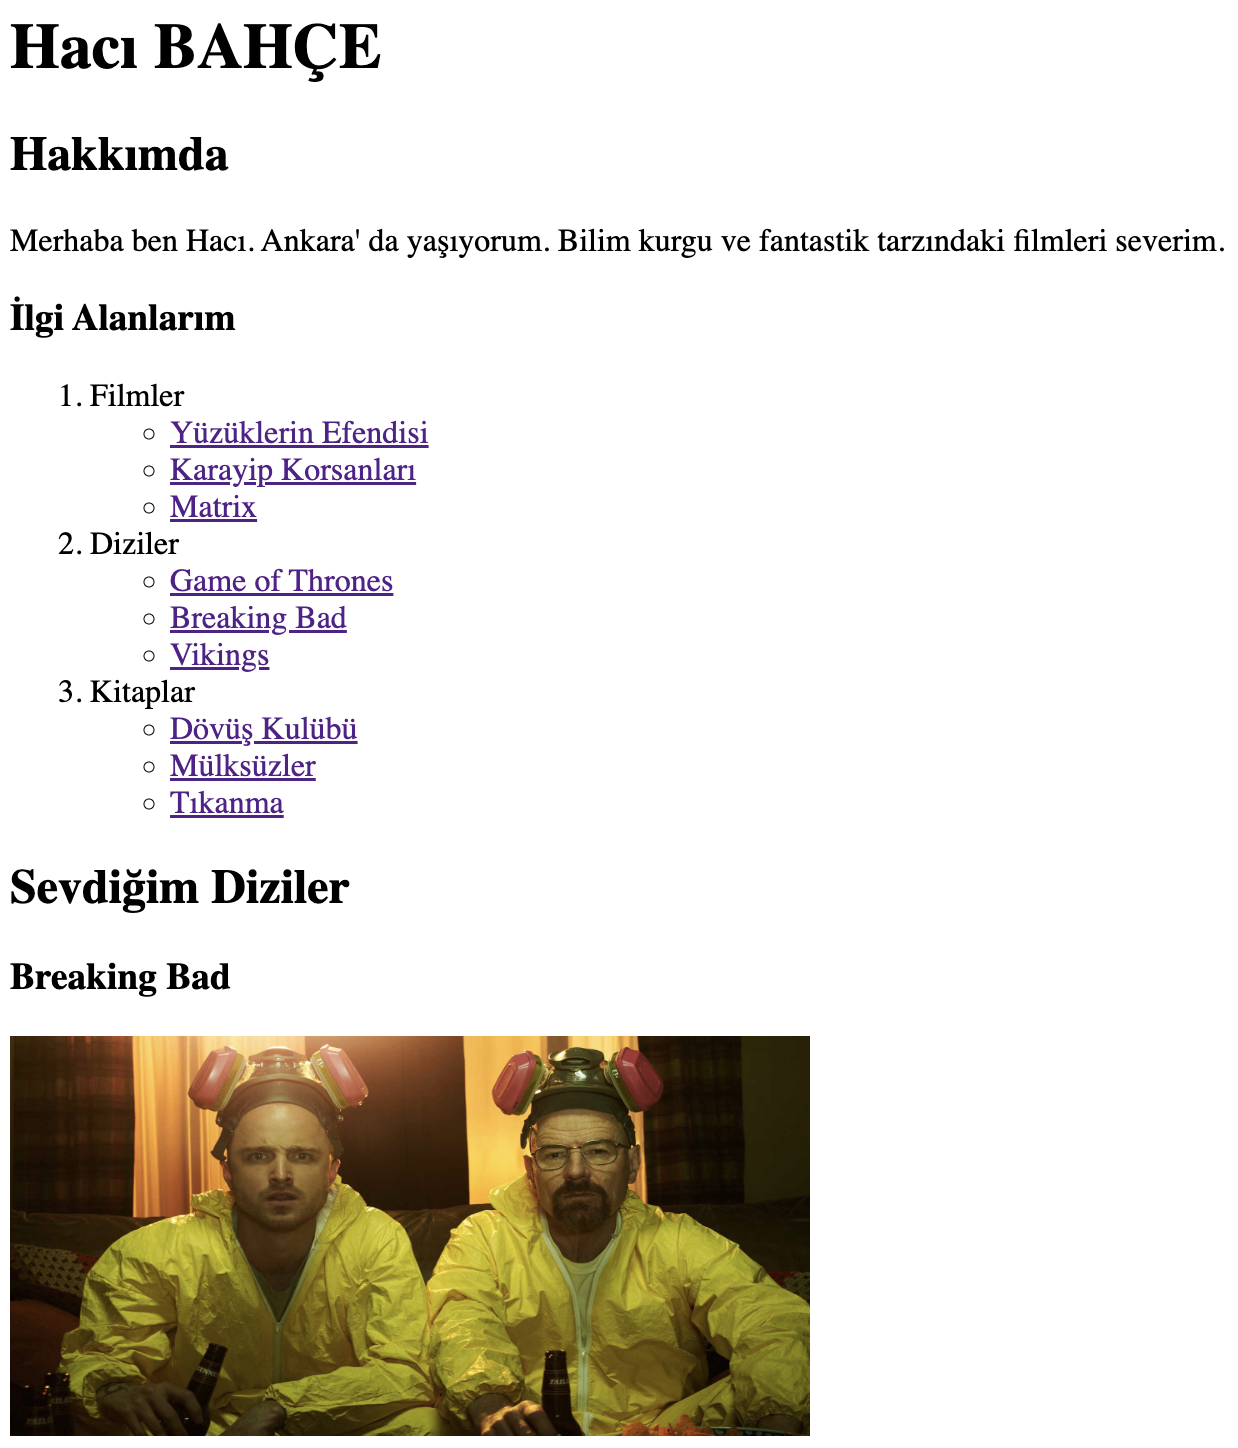 Hacı BAHÇE
Hakkımda
Merhaba ben Hacı. Ankara' da yaşıyorum. Bilim kurgu ve fantastik tarzındaki filmleri severim.
İlgi Alanlarım
1. Filmler
Yüzüklerin Efendisi
Karayip Korsanları
Matrix
2. Diziler
Game of Thrones
Breaking Bad
Vikings
3. Kitaplar
Dövüş Kulübü
Mülksüzler
Tıkanma
Sevdiğim Diziler
Breaking Bad